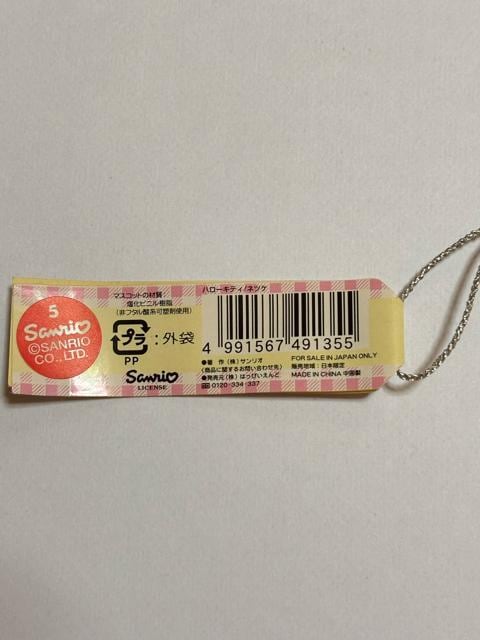 5
Sanrio
©SANRIO
CO., LTD.
マスコットの材質:
塩化ビニル樹脂
(非フタル酸系可塑剤使用)
プラ
:外袋
PP
Sanrio
LICENSE
ハローキティ/ネツケ
4 991567 491355
●著 作(株)サンリオ
(商品に関するお問い合わせ先)
●発売元(株)はっぴいえんど
0120-334-337
FOR SALE IN JAPAN ONLY
販売地域:日本限定
MADE IN CHINA 中国製